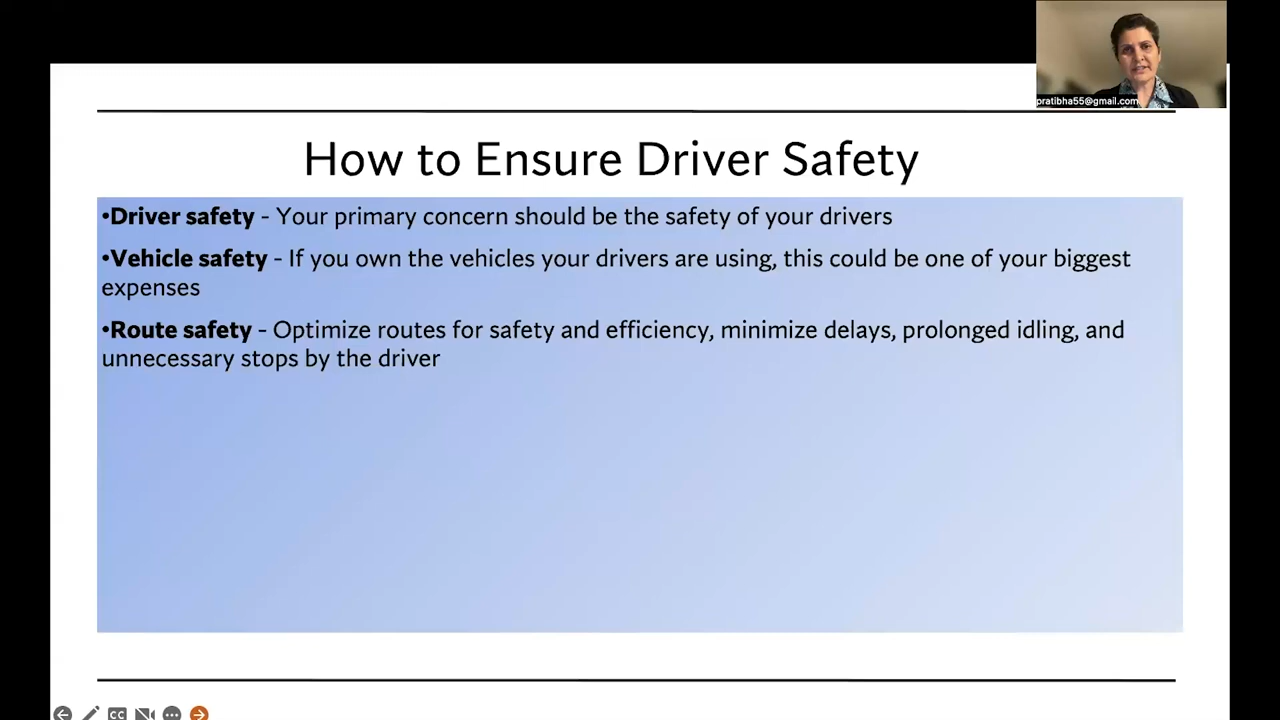 pratibha55@gmail.com
How to Ensure Driver Safety
•Driver safety - Your primary concern should be the safety of your drivers
•Vehicle safety - If you own the vehicles your drivers are using, this could be one of your biggest
expenses
•Route safety - Optimize routes for safety and efficiency, minimize delays, prolonged idling, and
unnecessary stops by the driver
CC